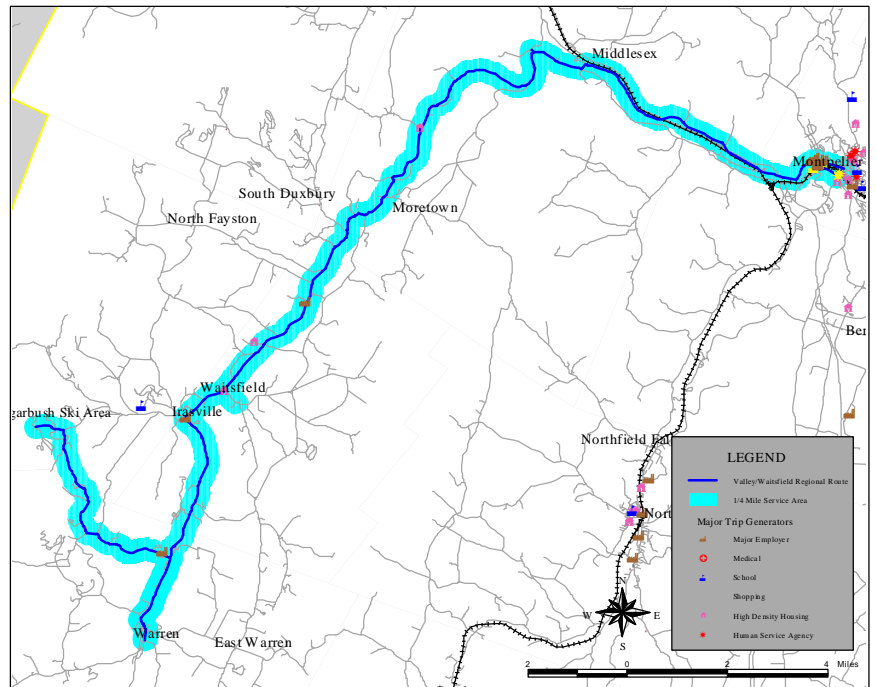 Middlesex
Montpelier
South Duxbury
Moretown
North Fayston
Ber
Waitsfield
Irasville
garbush Ski Area
Northfield Fal
Nort
Warren
East Warren
LEGEND
Valley/Waitsfield Regional Route
1/4 Mile Service Area
Major Trip Generators
Major Employer
Medical
School
Shopping
High Density Housing
Human Service Agency
N
W E
S
2 0 2 4 Miles